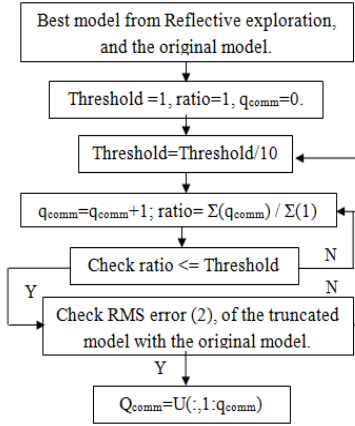 Best model from Reflective exploration,
and the original model.
Threshold =1, ratio=1, qcomm=0.
Threshold=Threshold/10
qcomm=qcomm+1; ratio= Σ(qcomm) / Σ(1)
Check ratio <= Threshold
N
Y
N
Check RMS error (2), of the truncated
model with the original model.
Y
Qcomm=U(:,1:qcomm)